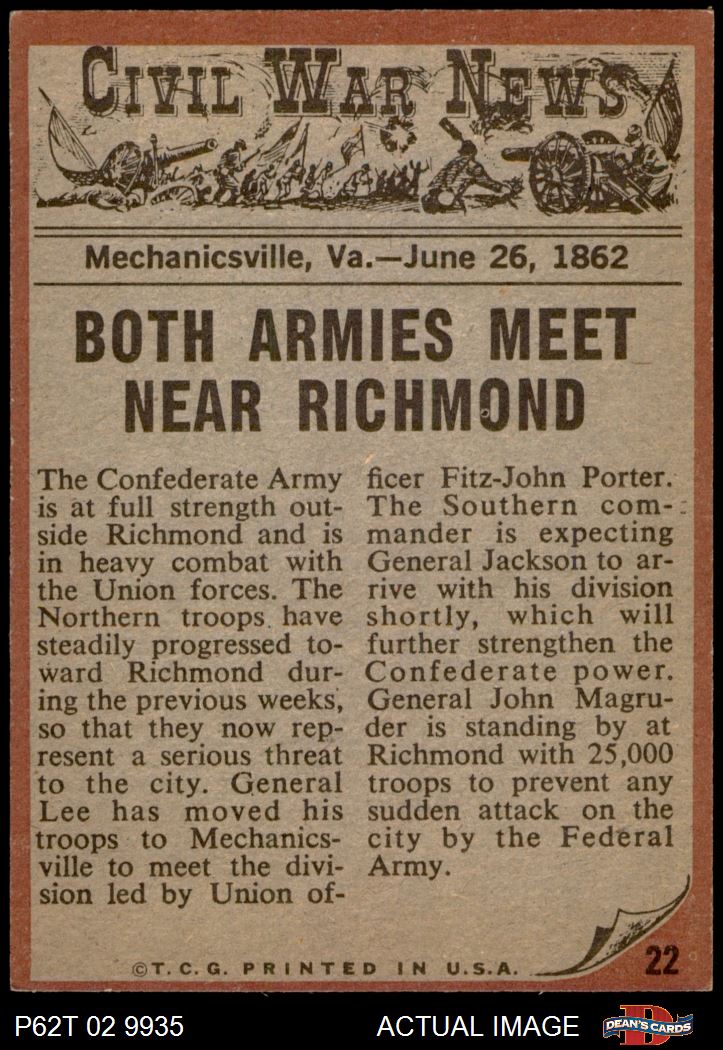 CIVIL WAR NEWS
Mechanicsville, Va.—June 26, 1862
BOTH ARMIES MEET
NEAR RICHMOND
The Confederate Army
is at full strength out-
side Richmond and is
in heavy combat with
the Union forces. The
Northern troops have
steadily progressed to-
ward Richmond dur-
ing the previous weeks,
so that they now rep-
resent a serious threat
to the city. General
Lee has moved his
troops to Mechanics-
ville to meet the divi-
sion led by Union of-
ficer Fitz-John Porter.
The Southern com-
mander is expecting
General Jackson to ar-
rive with his division
shortly, which will
further strengthen the
Confederate power.
General John Magru-
der is standing by at
Richmond with 25,000
troops to prevent any
sudden attack on the
city by the Federal
Army.
©T.C.G. PRINTED IN U.S.A.
22
P62T 02 9935
ACTUAL IMAGE
D
DEAN'S CARDS